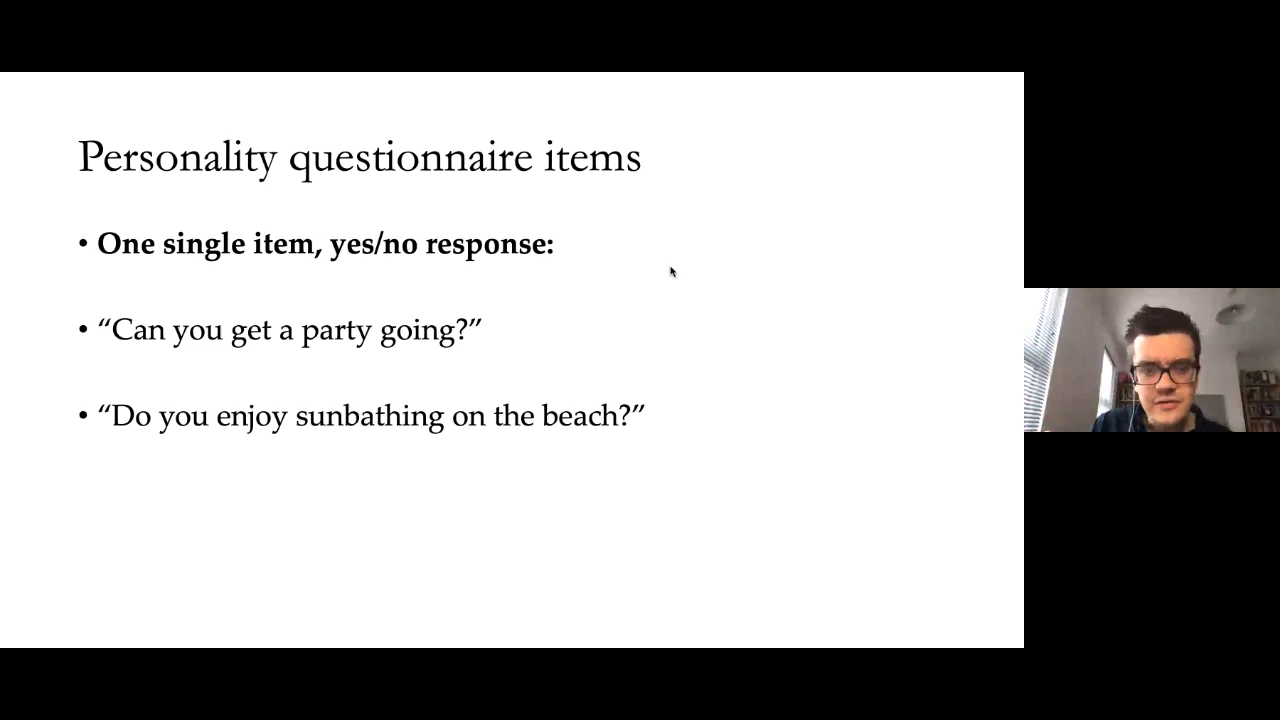 Personality questionnaire items
• One single item, yes/no response:
• “Can you get a party going?”
• “Do you enjoy sunbathing on the beach?”